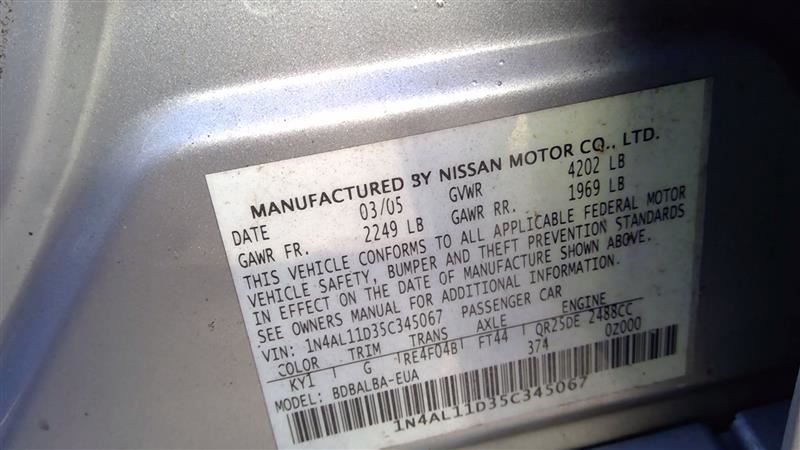 MANUFACTURED BY NISSAN MOTOR CO., LTD.
DATE 03/05 GVWR 4202 LB
GAWR FR. 2249 LB GAWR RR. 1969 LB
THIS VEHICLE CONFORMS TO ALL APPLICABLE FEDERAL MOTOR
VEHICLE SAFETY, BUMPER AND THEFT PREVENTION STANDARDS
IN EFFECT ON THE DATE OF MANUFACTURE SHOWN ABOVE.
SEE OWNERS MANUAL FOR ADDITIONAL INFORMATION.
VIN: 1N4AL11D35C345067 PASSENGER CAR
COLOR TRIM TRANS AXLE ENGINE
KY1 G RE4F04B FT44 QR25DE 2488CC
MODEL: BDBALBA-EUA 374 0Z000
1N4AL11D35C345067